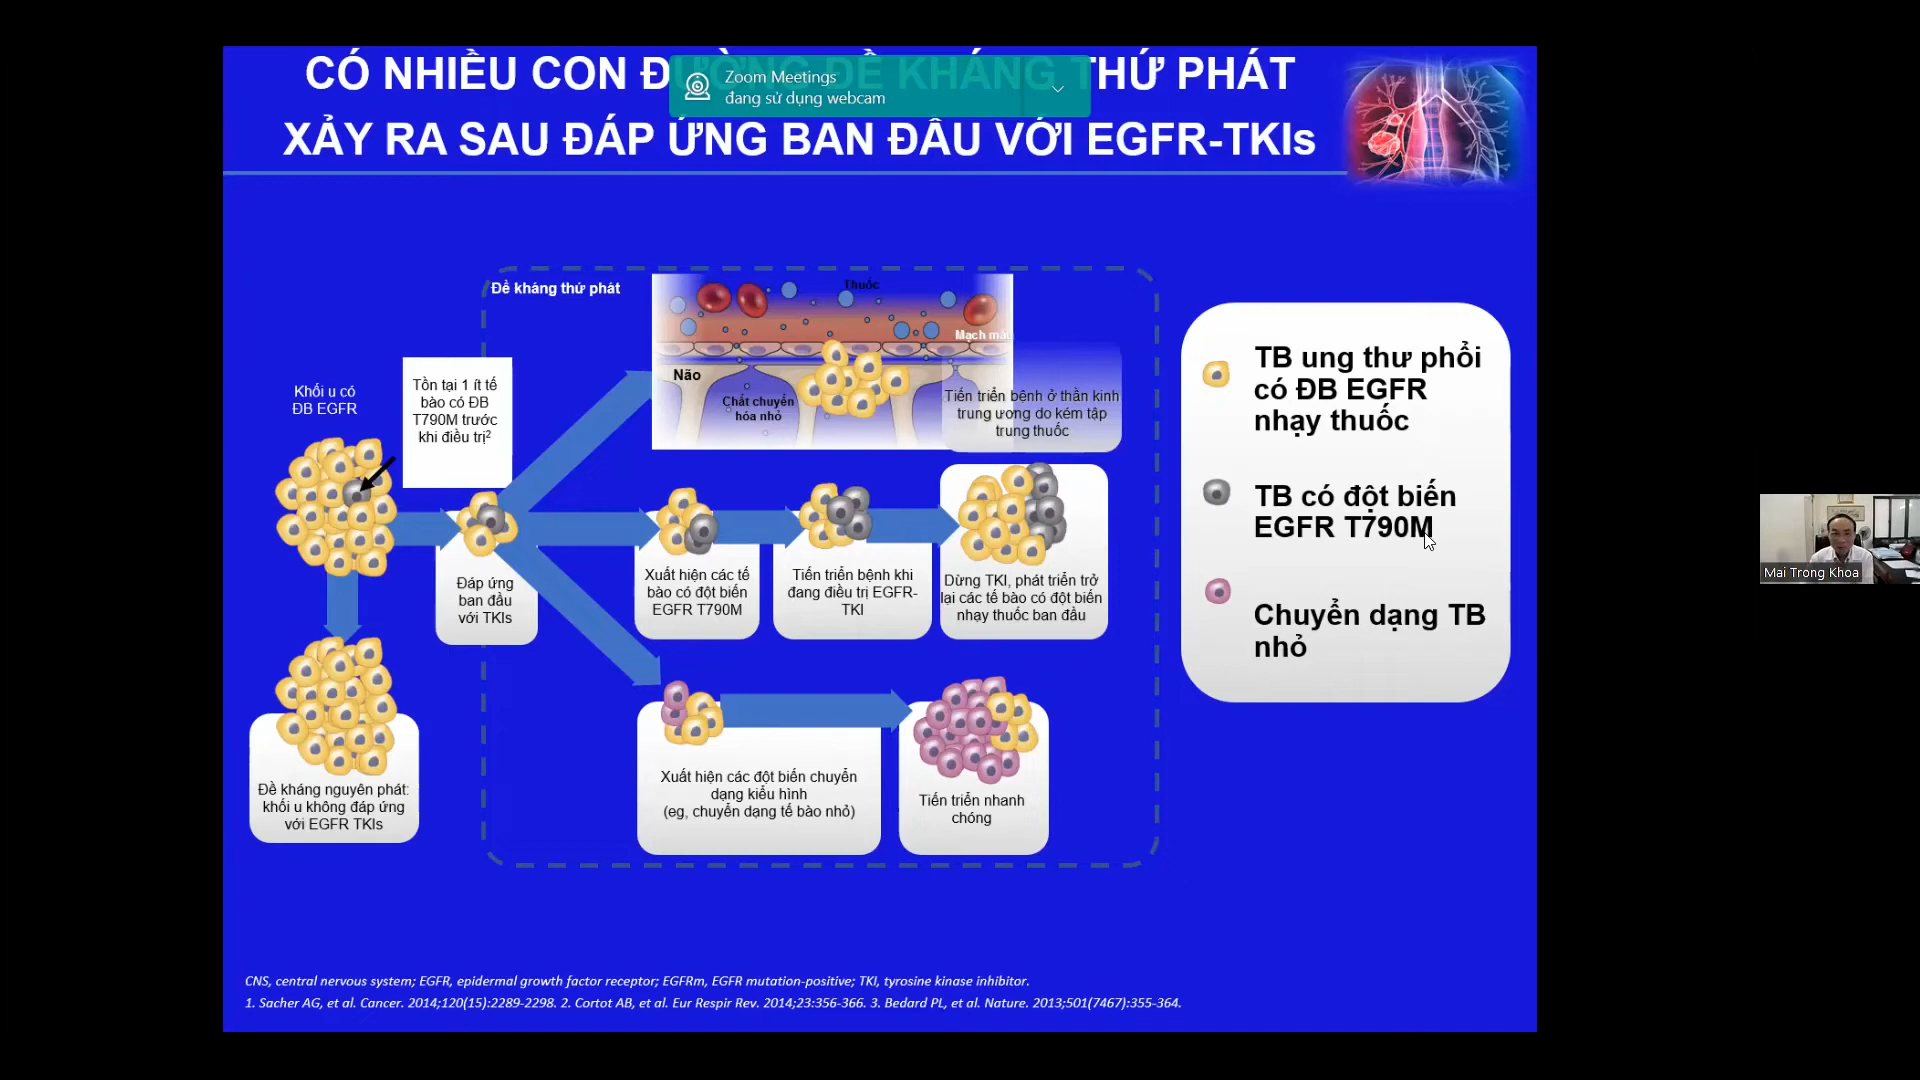 CÓ NHIỀU CON ĐƯỜNG ĐỀ KHÁNG THỨ PHÁT
XẢY RA SAU ĐÁP ỨNG BAN ĐẦU VỚI EGFR-TKIs
Zoom Meetings
đang sử dụng webcam
Đề kháng thứ phát
Thuốc
Mạch má
Não
Chất chuyển
hóa nhỏ
Tiến triển bệnh ở thần kinh
trung ương do kém tập
trung thuốc
Khối u có
ĐB EGFR
Tồn tại 1 ít tế
bào có ĐB
T790M trước
khi điều trị²
Đáp ứng
ban đầu
với TKIs
Xuất hiện các tế
bào có đột biến
EGFR T790M
Tiến triển bệnh khi
đang điều trị EGFR-
TKI
Dừng TKI, phát triển trở
lại các tế bào có đột biến
nhạy thuốc ban đầu
Đề kháng nguyên phát:
khối u không đáp ứng
với EGFR TKIs
Xuất hiện các đột biến chuyển
dạng kiểu hình
(eg, chuyển dạng tế bào nhỏ)
Tiến triển nhanh
chóng
TB ung thư phổi
có ĐB EGFR
nhạy thuốc
TB có đột biến
EGFR T790M
Chuyển dạng TB
nhỏ
Mai Trong Khoa
CNS, central nervous system; EGFR, epidermal growth factor receptor; EGFRm, EGFR mutation-positive; TKI, tyrosine kinase inhibitor.
1. Sacher AG, et al. Cancer. 2014;120(15):2289-2298. 2. Cortot AB, et al. Eur Respir Rev. 2014;23:356-366. 3. Bedard PL, et al. Nature. 2013;501(7467):355-364.